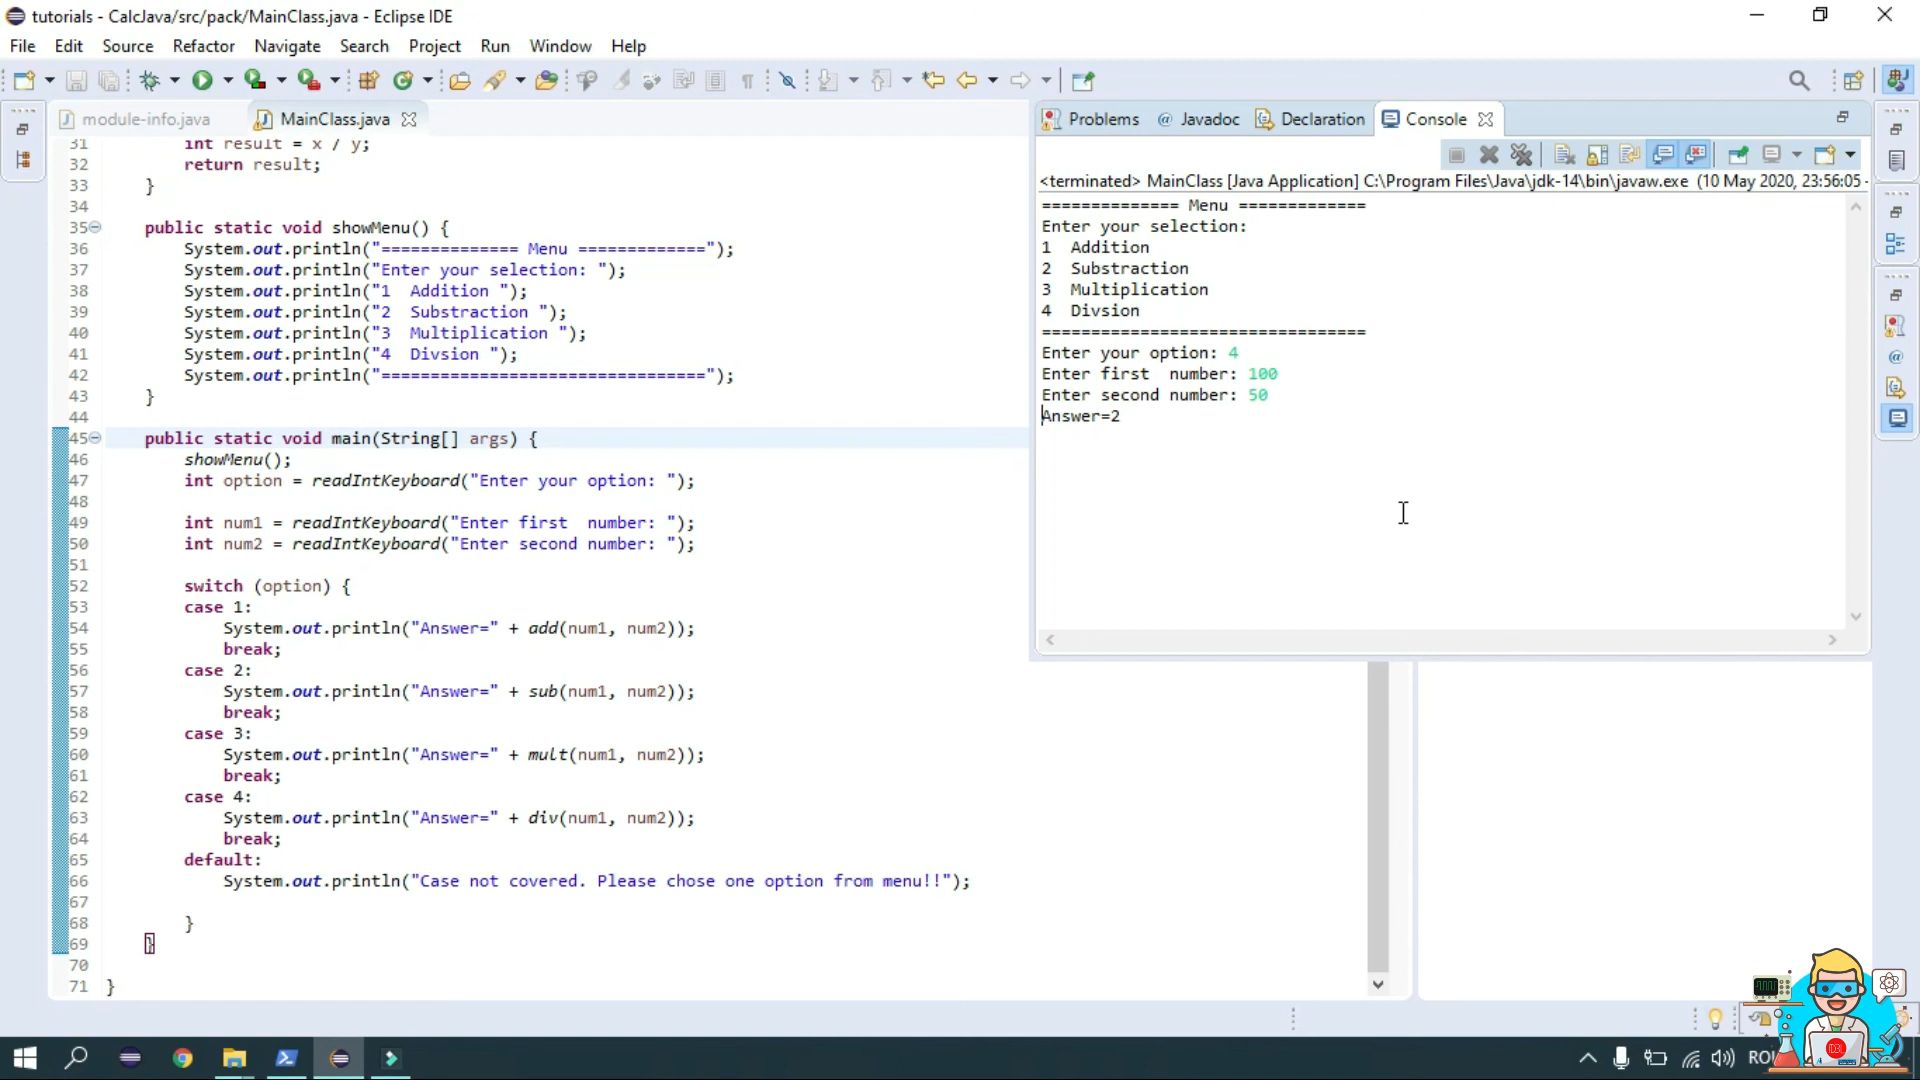 tutorials - CalcJava/src/pack/MainClass.java - Eclipse IDE
File Edit Source Refactor Navigate Search Project Run Window Help
module-info.java MainClass.java
31 int result = x / y;
32 return result;
33 }
34
35 public static void showMenu() {
36 System.out.println("============== Menu =============");
37 System.out.println("Enter your selection: ");
38 System.out.println("1  Addition ");
39 System.out.println("2  Substraction ");
40 System.out.println("3  Multiplication ");
41 System.out.println("4  Divsion ");
42 System.out.println("=================================");
43 }
44
45 public static void main(String[] args) {
46 showMenu();
47 int option = readIntKeyboard("Enter your option: ");
48
49 int num1 = readIntKeyboard("Enter first  number: ");
50 int num2 = readIntKeyboard("Enter second number: ");
51
52 switch (option) {
53 case 1:
54 System.out.println("Answer=" + add(num1, num2));
55 break;
56 case 2:
57 System.out.println("Answer=" + sub(num1, num2));
58 break;
59 case 3:
60 System.out.println("Answer=" + mult(num1, num2));
61 break;
62 case 4:
63 System.out.println("Answer=" + div(num1, num2));
64 break;
65 default:
66 System.out.println("Case not covered. Please chose one option from menu!!");
67
68 }
69 }
70
71 }
Problems @ Javadoc Declaration Console
<terminated> MainClass [Java Application] C:\Program Files\Java\jdk-14\bin\javaw.exe (10 May 2020, 23:56:05 -
============== Menu =============
Enter your selection:
1  Addition
2  Substraction
3  Multiplication
4  Divsion
=================================
Enter your option: 4
Enter first  number: 100
Enter second number: 50
Answer=2